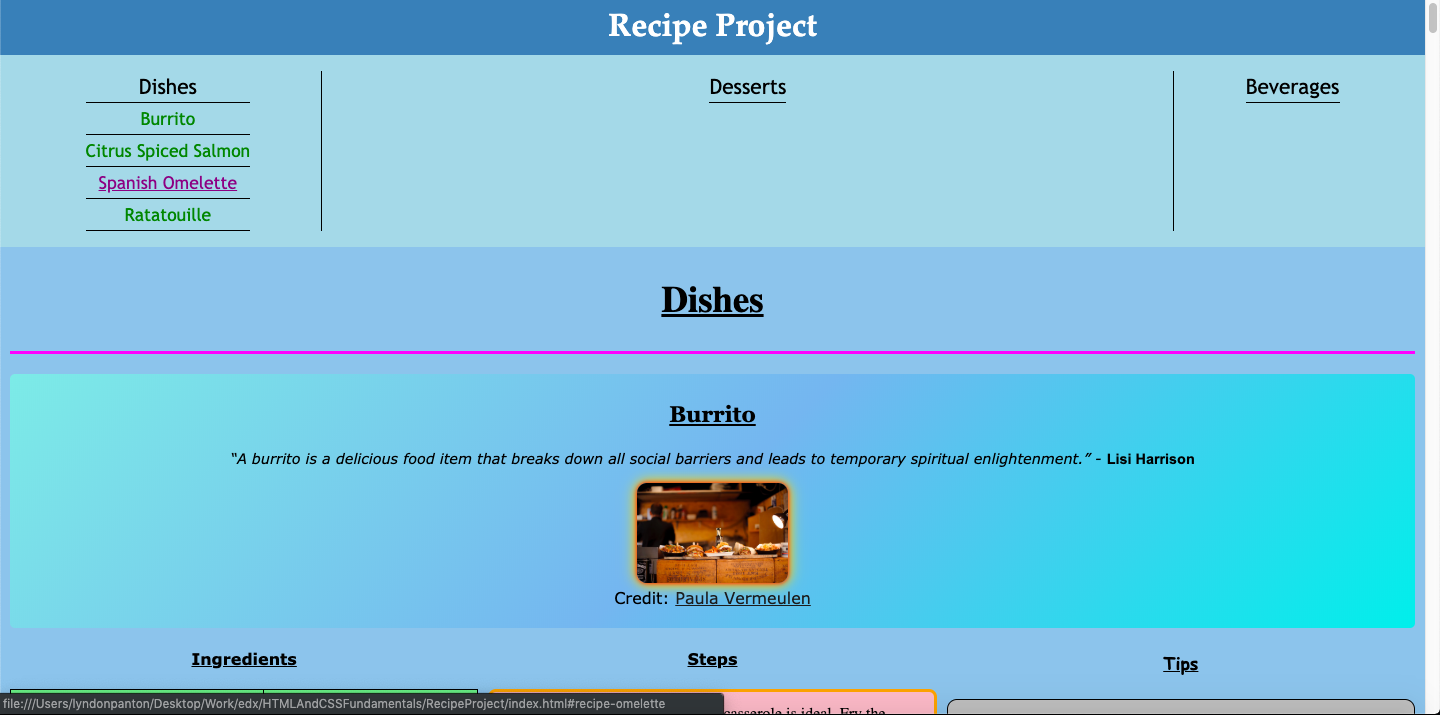 Recipe Project
Dishes
Burrito
Citrus Spiced Salmon
Spanish Omelette
Ratatouille
Desserts
Beverages
Dishes
Burrito
“A burrito is a delicious food item that breaks down all social barriers and leads to temporary spiritual enlightenment.” - Lisi Harrison
Credit: Paula Vermeulen
Ingredients
Steps
Tips
casserole is ideal. Fry the
file:///Users/lyndonpanton/Desktop/Work/edx/HTMLAndCSSFundamentals/RecipeProject/index.html#recipe-omelette